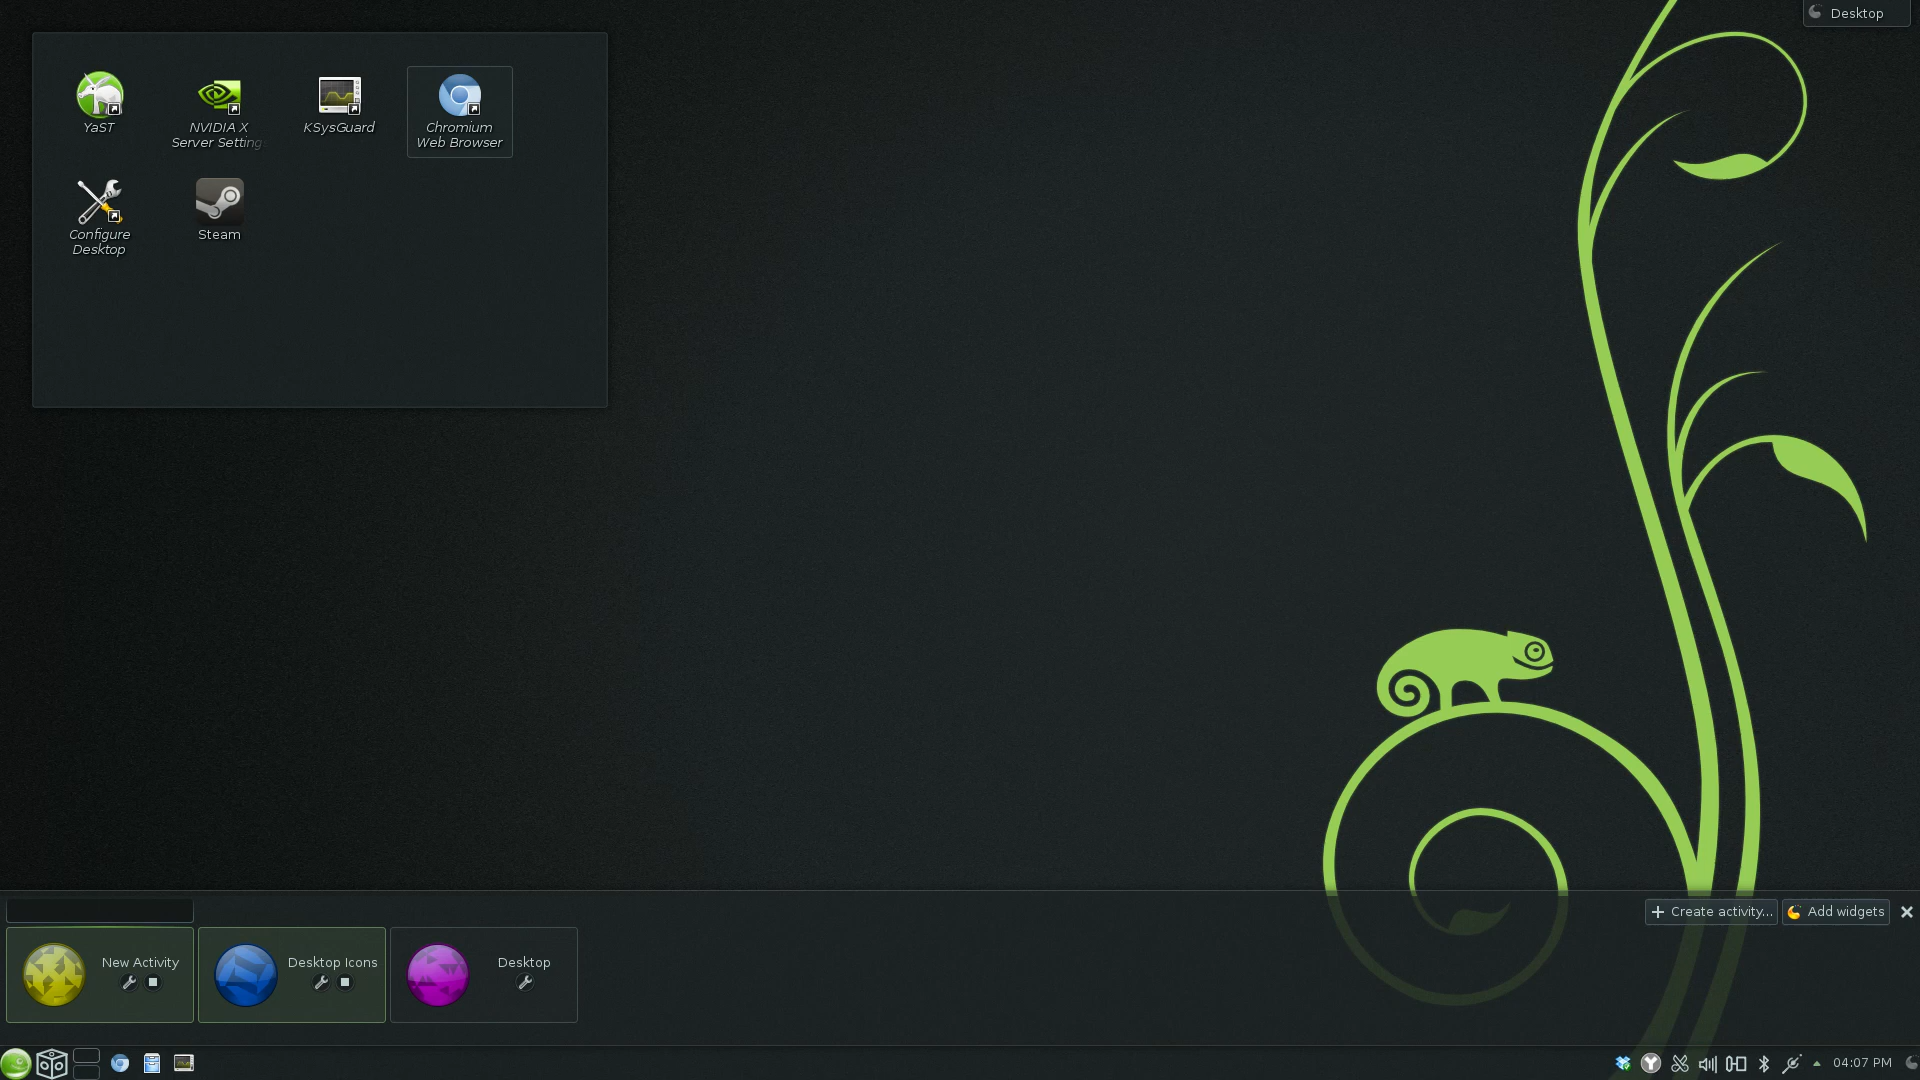 Desktop
YaST
NVIDIA X
Server Setting
KSysGuard
Chromium
Web Browser
Configure
Desktop
Steam
Create activity...
Add widgets
New Activity
Desktop Icons
Desktop
04:07 PM